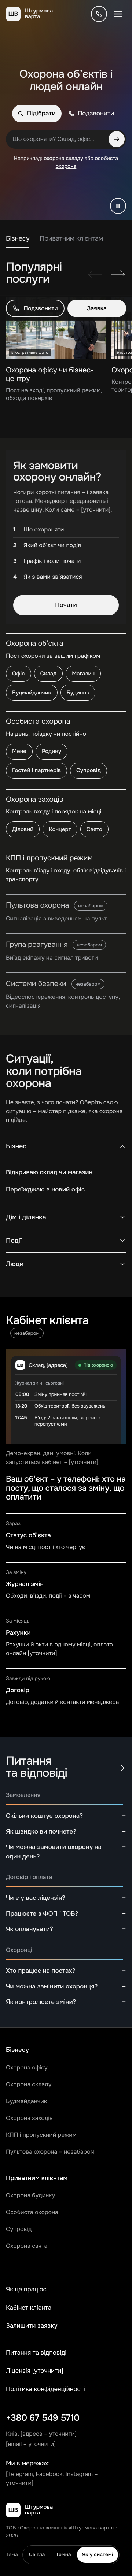 ШВ Штурмова
варта
Охорона об’єктів і
людей онлайн
Підібрати Подзвонити
Що охороняти? Склад, офіс…
Наприклад: охорона складу або особиста
охорона
Бізнесу Приватним клієнтам
Популярні
послуги
Подзвонити Заявка
Ілюстративне фото
Охорона офісу чи бізнес-
центру
Пост на вході, пропускний режим,
обходи поверхів
Як замовити
охорону онлайн?
Чотири короткі питання — і заявка
готова. Менеджер передзвонить і
назве ціну. Коли саме – [уточнити].
1 Що охороняти
2 Який об’єкт чи подія
3 Графік і коли почати
4 Як з вами зв’язатися
Почати
Охорона об’єкта
Пост охорони за вашим графіком
Офіс Склад Магазин
Будмайданчик Будинок
Особиста охорона
На день, поїздку чи постійно
Мене Родину
Гостей і партнерів Супровід
Охорона заходів
Контроль входу і порядок на місці
Діловий Концерт Свято
КПП і пропускний режим
Контроль в’їзду і входу, облік відвідувачів і
транспорту
Пультова охорона незабаром
Сигналізація з виведенням на пульт
Група реагування незабаром
Виїзд екіпажу на сигнал тривоги
Системи безпеки незабаром
Відеоспостереження, контроль доступу,
сигналізація
Ситуації,
коли потрібна
охорона
Не знаєте, з чого почати? Оберіть свою
ситуацію – майстер підкаже, яка охорона
підійде.
Бізнес
Відкриваю склад чи магазин
Переїжджаю в новий офіс
Дім і ділянка
Події
Люди
Кабінет клієнта
незабаром
ШВ Склад, [адреса] Під охороною
Журнал змін · сьогодні
08:00 Зміну прийняв пост №1
13:20 Обхід території, без зауважень
17:45 В’їзд: 2 вантажівки, звірено з
перепустками
Демо-екран, дані умовні. Коли
запуститься кабінет – [уточнити]
Ваш об’єкт – у телефоні: хто на
посту, що сталося за зміну, що
оплатити
Зараз
Статус об’єкта
Чи на місці пост і хто чергує
За зміну
Журнал змін
Обходи, в’їзди, події – з часом
За місяць
Рахунки
Рахунки й акти в одному місці, оплата
онлайн [уточнити]
Завжди під рукою
Договір
Договір, додатки й контакти менеджера
Питання
та відповіді
Замовлення
Скільки коштує охорона? +
Як швидко ви почнете? +
Чи можна замовити охорону на +
один день?
Договір і оплата
Чи є у вас ліцензія? +
Працюєте з ФОП і ТОВ? +
Як оплачувати? +
Охоронці
Хто працює на постах? +
Чи можна замінити охоронця? +
Як контролюєте зміни? +
Бізнесу
Охорона офісу
Охорона складу
Будмайданчик
Охорона заходів
КПП і пропускний режим
Пультова охорона – незабаром
Приватним клієнтам
Охорона будинку
Особиста охорона
Супровід
Охорона свята
Як це працює
Кабінет клієнта
Залишити заявку
Питання та відповіді
Ліцензія [уточнити]
Політика конфіденційності
+380 67 549 5710
Київ, [адреса – уточнити]
[email – уточнити]
Ми в мережах:
[Telegram, Facebook, Instagram –
уточнити]
ШВ Штурмова
варта
ТОВ «Охоронна компанія «Штурмова варта»
2026
Тема Світла Темна Як у системі